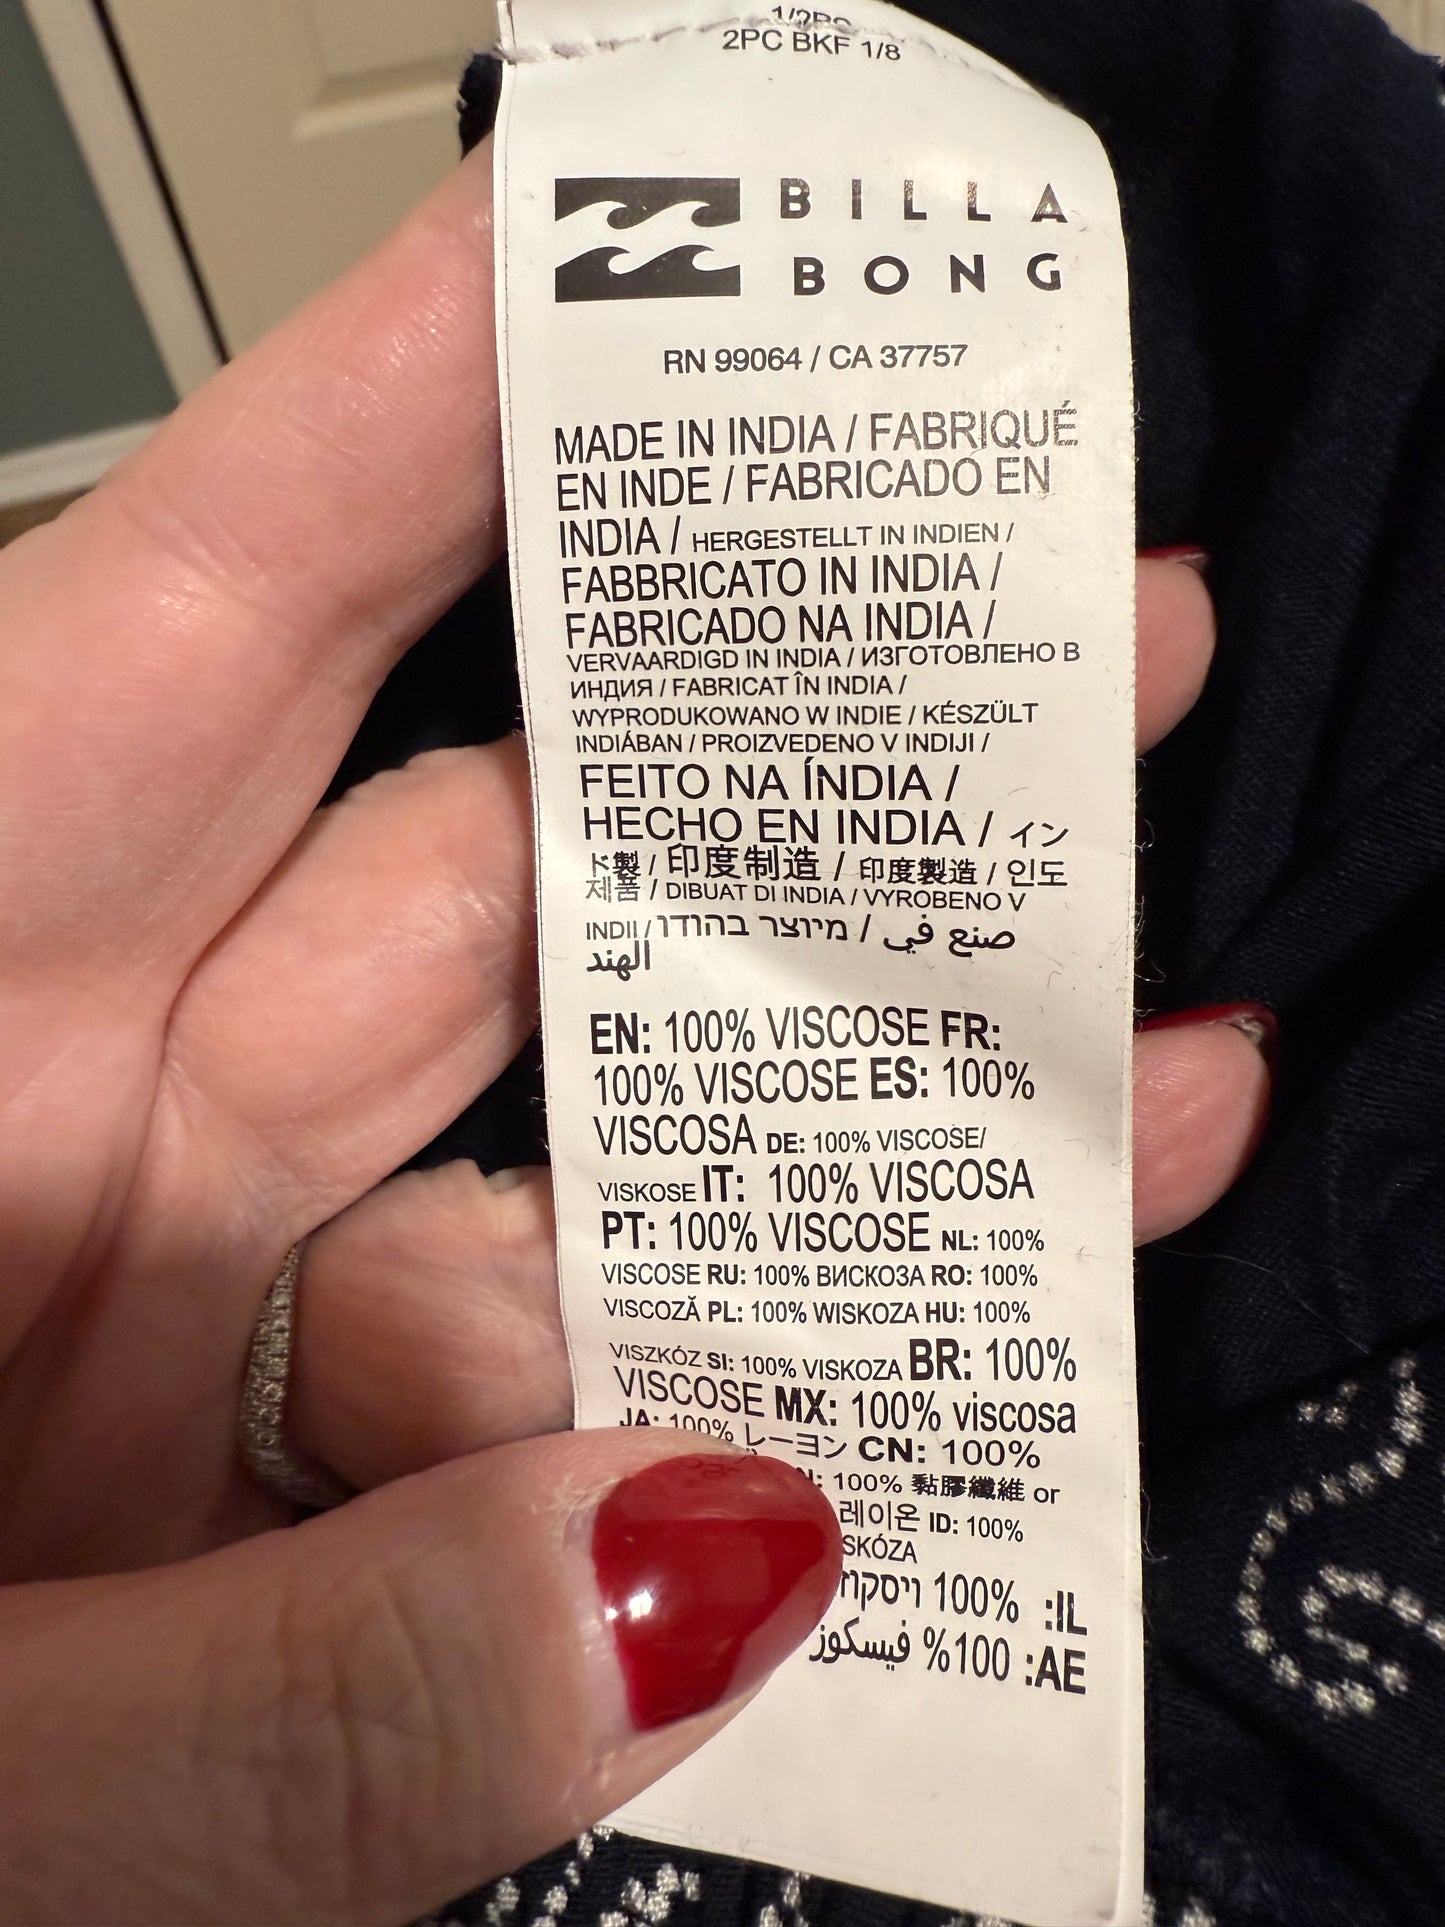 2PC BKF 1/8
BILLA
BONG
RN 99064 / CA 37757
MADE IN INDIA / FABRIQUÉ
EN INDE / FABRICADO EN
INDIA / HERGESTELLT IN INDIEN /
FABBRICATO IN INDIA /
FABRICADO NA INDIA /
VERVAARDIGD IN INDIA / ИЗГОТОВЛЕНО В
ИНДИЯ / FABRICAT ÎN INDIA /
WYPRODUKOWANO W INDIE / KÉSZÜLT
INDIÁBAN / PROIZVEDENO V INDIJI /
FEITO NA ÍNDIA /
HECHO EN INDIA / イン
ド製 / 印度制造 / 印度製造 / 인도
제품 / DIBUAT DI INDIA / VYROBENO V
INDII / מיוצר בהודו / صنع في
الهند
EN: 100% VISCOSE FR:
100% VISCOSE ES: 100%
VISCOSA DE: 100% VISCOSE/
VISKOSE IT: 100% VISCOSA
PT: 100% VISCOSE NL: 100%
VISCOSE RU: 100% ВИСКОЗА RO: 100%
VISCOZĂ PL: 100% WISKOZA HU: 100%
VISZKÓZ SI: 100% VISKOZA BR: 100%
VISCOSE MX: 100% viscosa
JA: 100% レーヨン CN: 100%
100% 黏膠纖維 or
레이온 ID: 100%
IL: 100% ויסקוז
AE: 100% فيسكوز